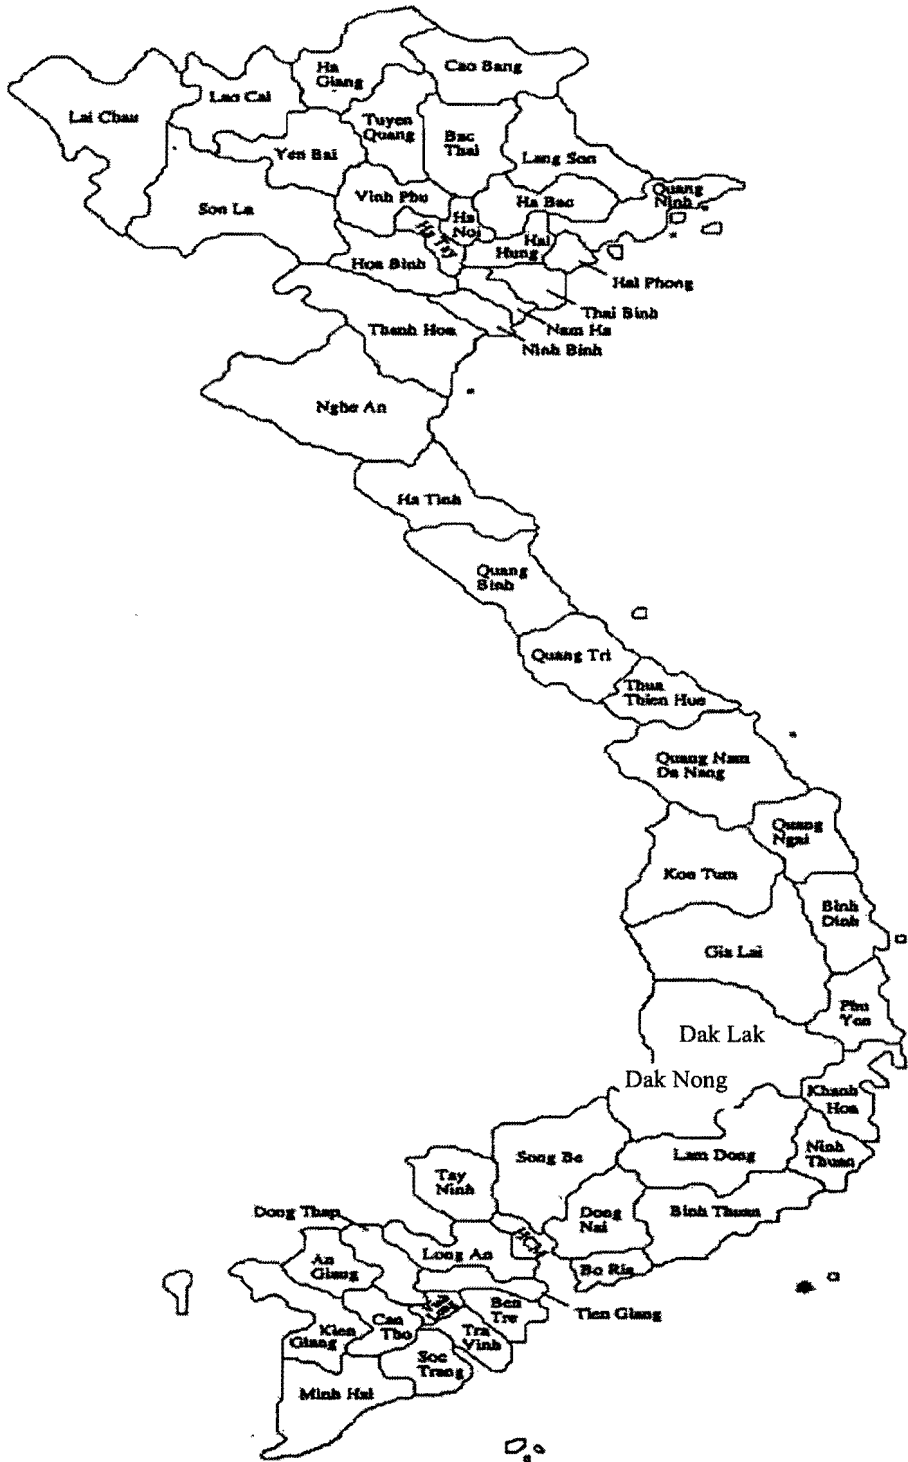 Ha
Giang
Cao Bang
Lai Chau
Lao Cai
Tuyen
Quang
Bac
Thai
Yen Bai
Lang Son
Son La
Vinh Phu
Ha Bac
Quang
Ninh
Ha
Noi
Ha Tay
Hai
Hung
Hoa Binh
Hai Phong
Thai Binh
Nam Ha
Thanh Hoa
Ninh Binh
Nghe An
Ha Tinh
Quang
Binh
Quang Tri
Thua
Thien Hue
Quang Nam
Da Nang
Quang
Ngai
Kon Tum
Binh
Dinh
Gia Lai
Phu
Yen
Dak Lak
Dak Nong
Khanh
Hoa
Song Be
Lam Dong
Ninh
Thuan
Tay
Ninh
Dong Thap
Dong
Nai
Binh Thuan
HCM
Long An
An
Giang
Ba Ria
Ben
Tre
Tien Giang
Can
Tho
Kien
Giang
Tra
Vinh
Soc
Trang
Minh Hai